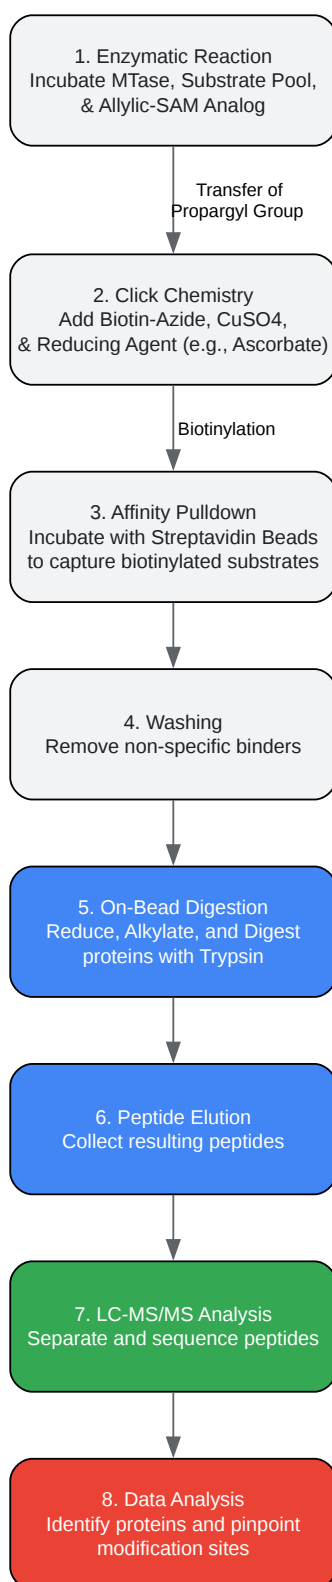 1. Enzymatic Reaction
Incubate MTase, Substrate Pool,
& Allylic-SAM Analog
Transfer of
Propargyl Group
2. Click Chemistry
Add Biotin-Azide, CuSO4,
& Reducing Agent (e.g., Ascorbate)
Biotinylation
3. Affinity Pulldown
Incubate with Streptavidin Beads
to capture biotinylated substrates
4. Washing
Remove non-specific binders
5. On-Bead Digestion
Reduce, Alkylate, and Digest
proteins with Trypsin
6. Peptide Elution
Collect resulting peptides
7. LC-MS/MS Analysis
Separate and sequence peptides
8. Data Analysis
Identify proteins and pinpoint
modification sites